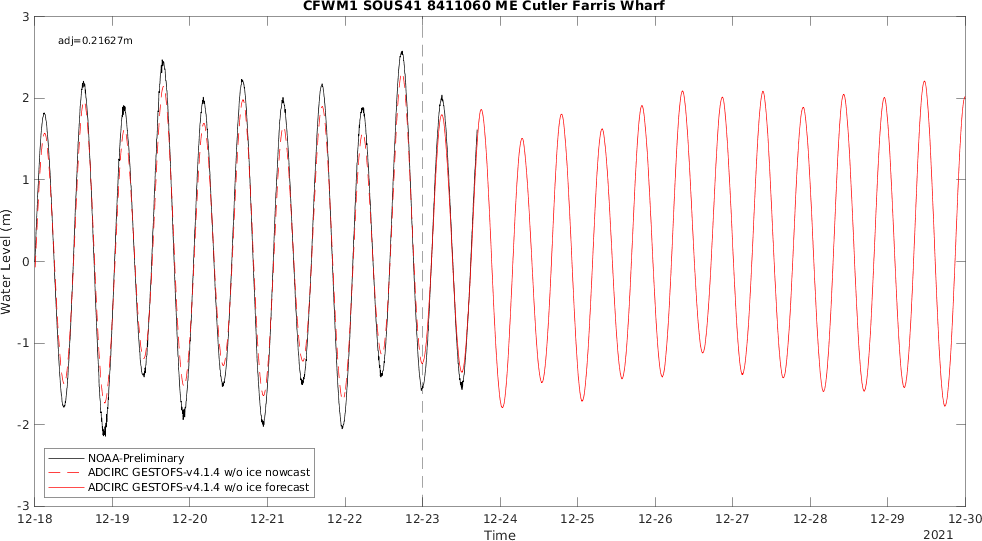 CFWM1 SOUS41 8411060 ME Cutler Farris Wharf
adj=0.21627m
3
2
1
0
-1
-2
-3
Water Level (m)
NOAA-Preliminary
ADCIRC GESTOFS-v4.1.4 w/o ice nowcast
ADCIRC GESTOFS-v4.1.4 w/o ice forecast
12-18 12-19 12-20 12-21 12-22 12-23 12-24 12-25 12-26 12-27 12-28 12-29 12-30
Time
2021